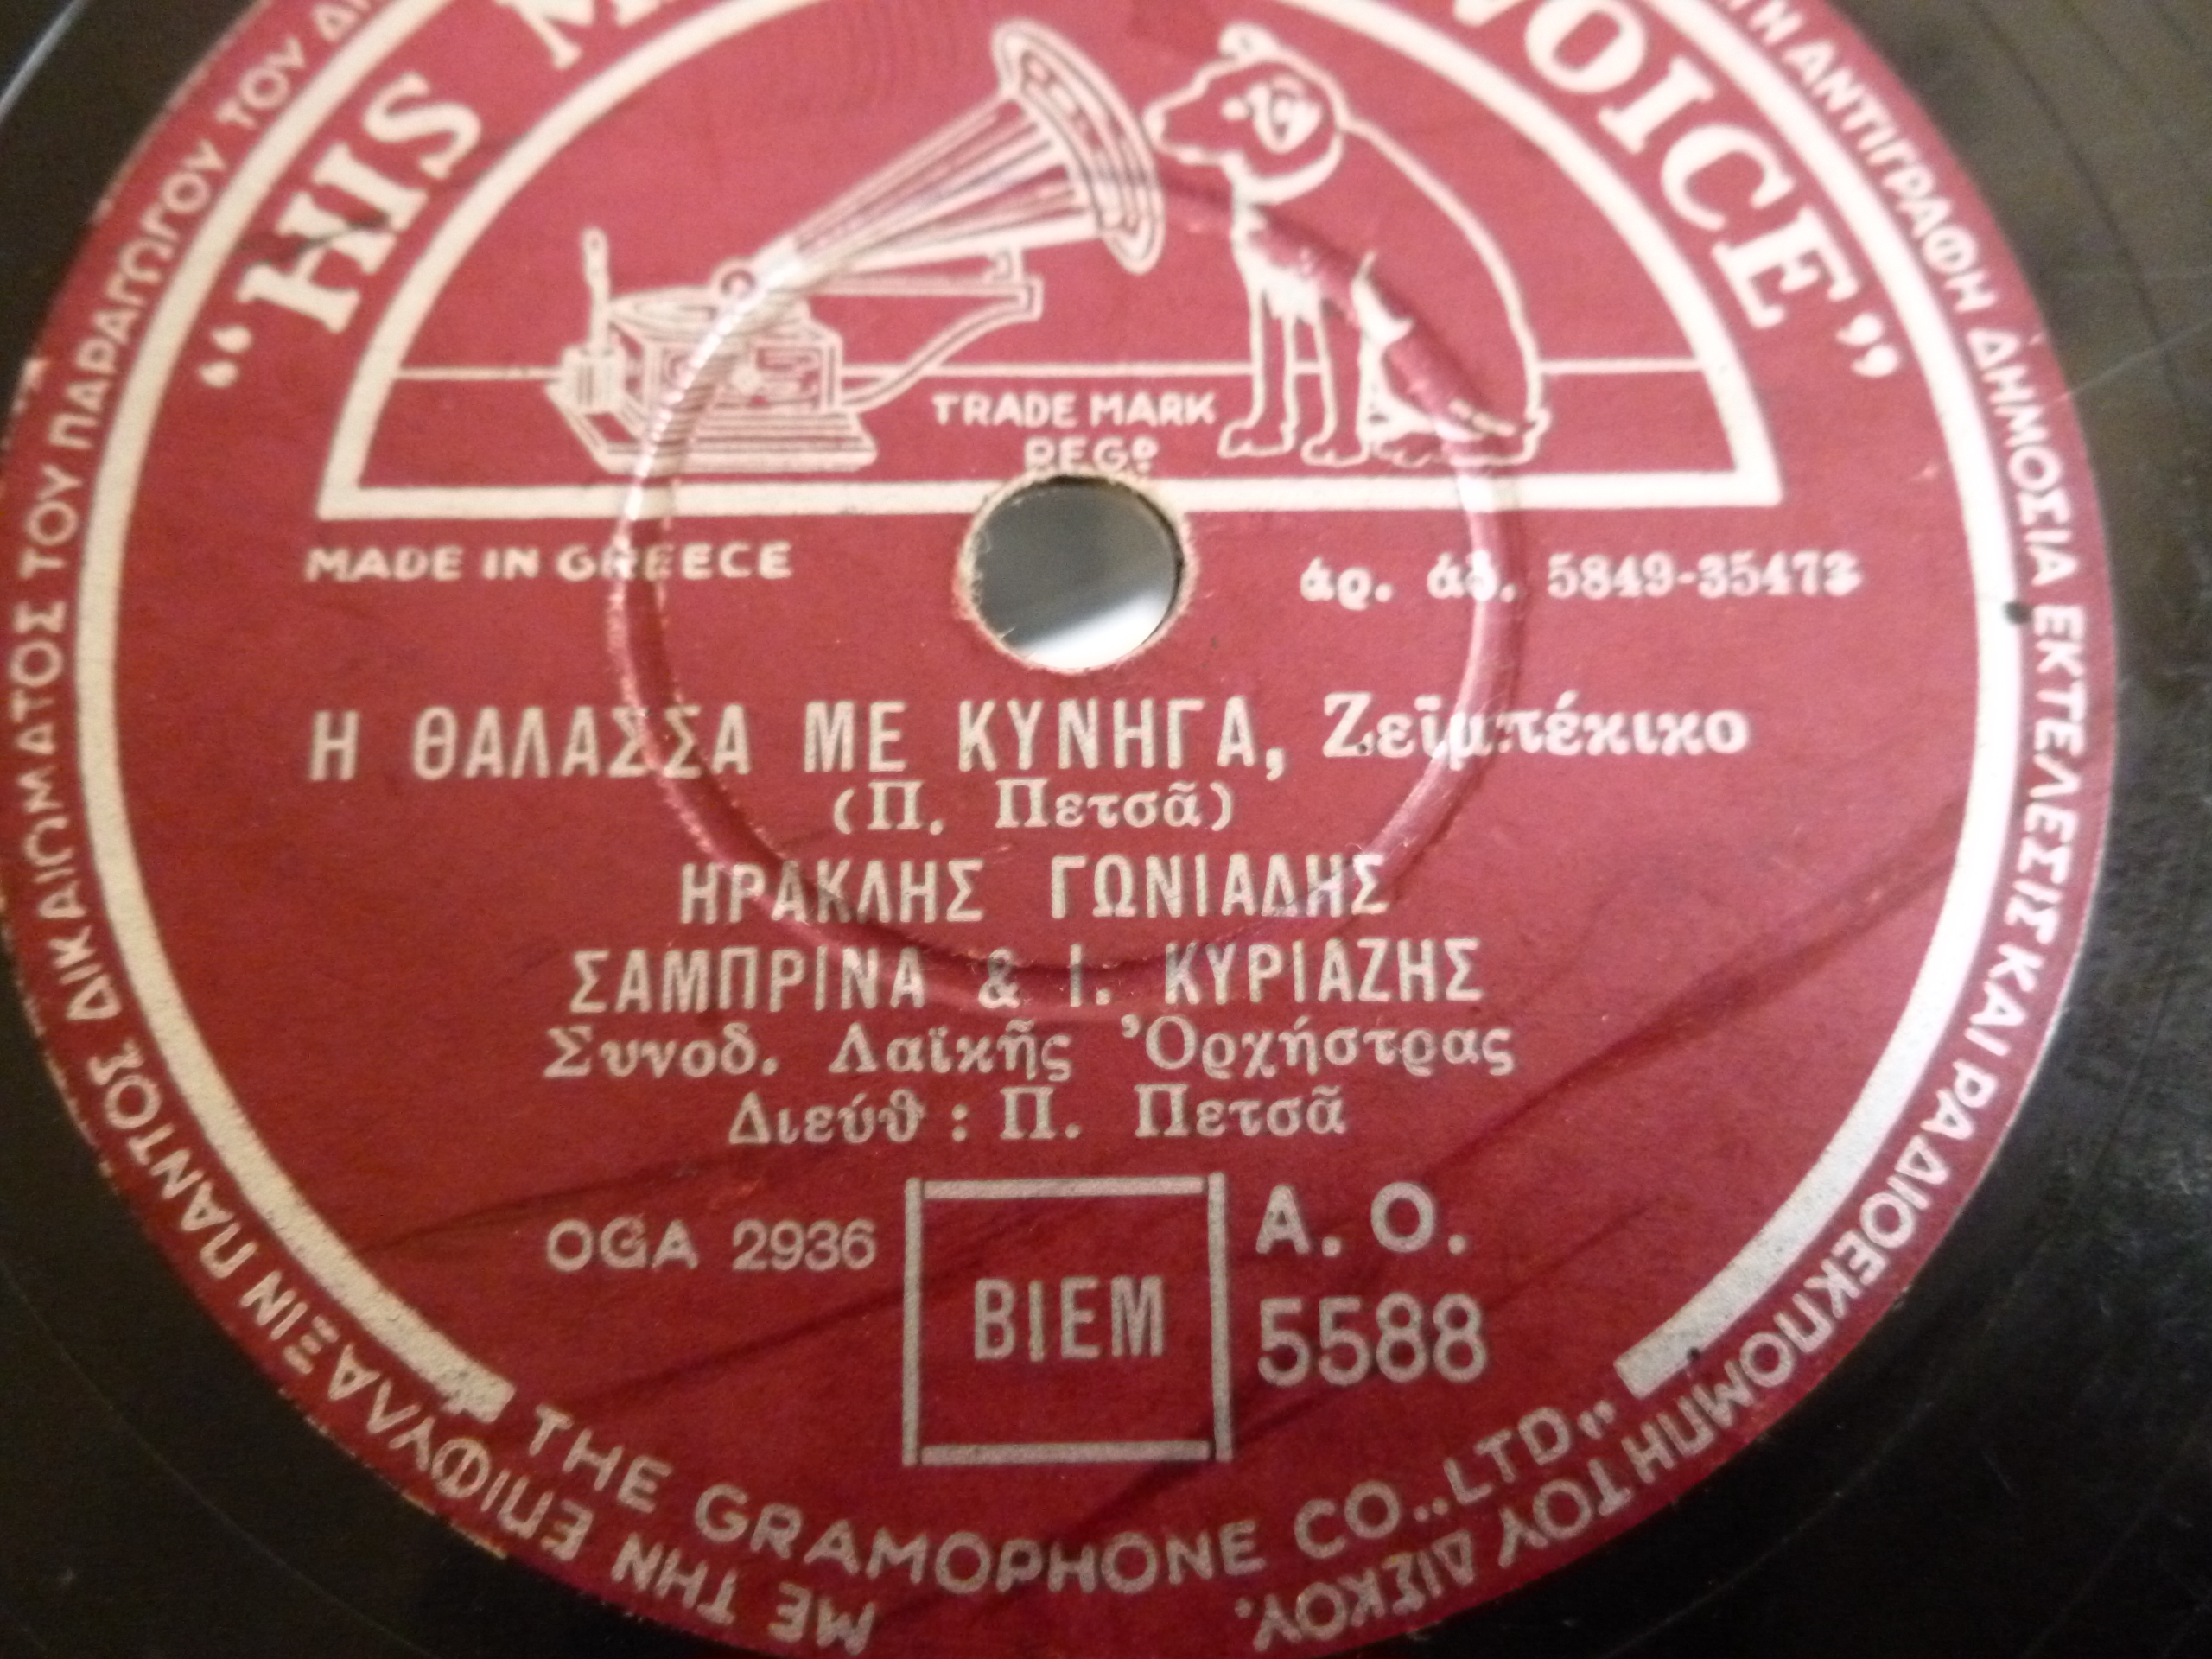 “HIS VOICE”
TRADE MARK
REGD
MADE IN GREECE
ἀρ. ἀδ. 5849-35473
Η ΘΑΛΑΣΣΑ ΜΕ ΚΥΝΗΓΑ, Ζεϊμπέκικο
(Π. Πετσᾶ)
ΗΡΑΚΛΗΣ ΓΩΝΙΑΔΗΣ
ΣΑΜΠΡΙΝΑ & Ι. ΚΥΡΙΑΖΗΣ
Συνοδ. Λαϊκῆς Ὀρχήστρας
Διεύθ : Π. Πετσᾶ
OGA 2936
BIEM
A. O.
5588
THE GRAMOPHONE CO.,LTD,,
ΜΕ ΤΗΝ ΕΠΙΦΥΛΑΞΙΝ ΠΑΝΤΟΣ ΔΙΚΑΙΩΜΑΤΟΣ ΤΟΥ ΠΑΡΑΓΩΓΟΥ ΤΟΥ
ΑΝΤΙΓΡΑΦΗ ΔΗΜΟΣΙΑ ΕΚΤΕΛΕΣΙΣ ΚΑΙ ΡΑΔΙΟΕΚΠΟΜΠΗ ΤΟΥ ΔΙΣΚΟΥ.